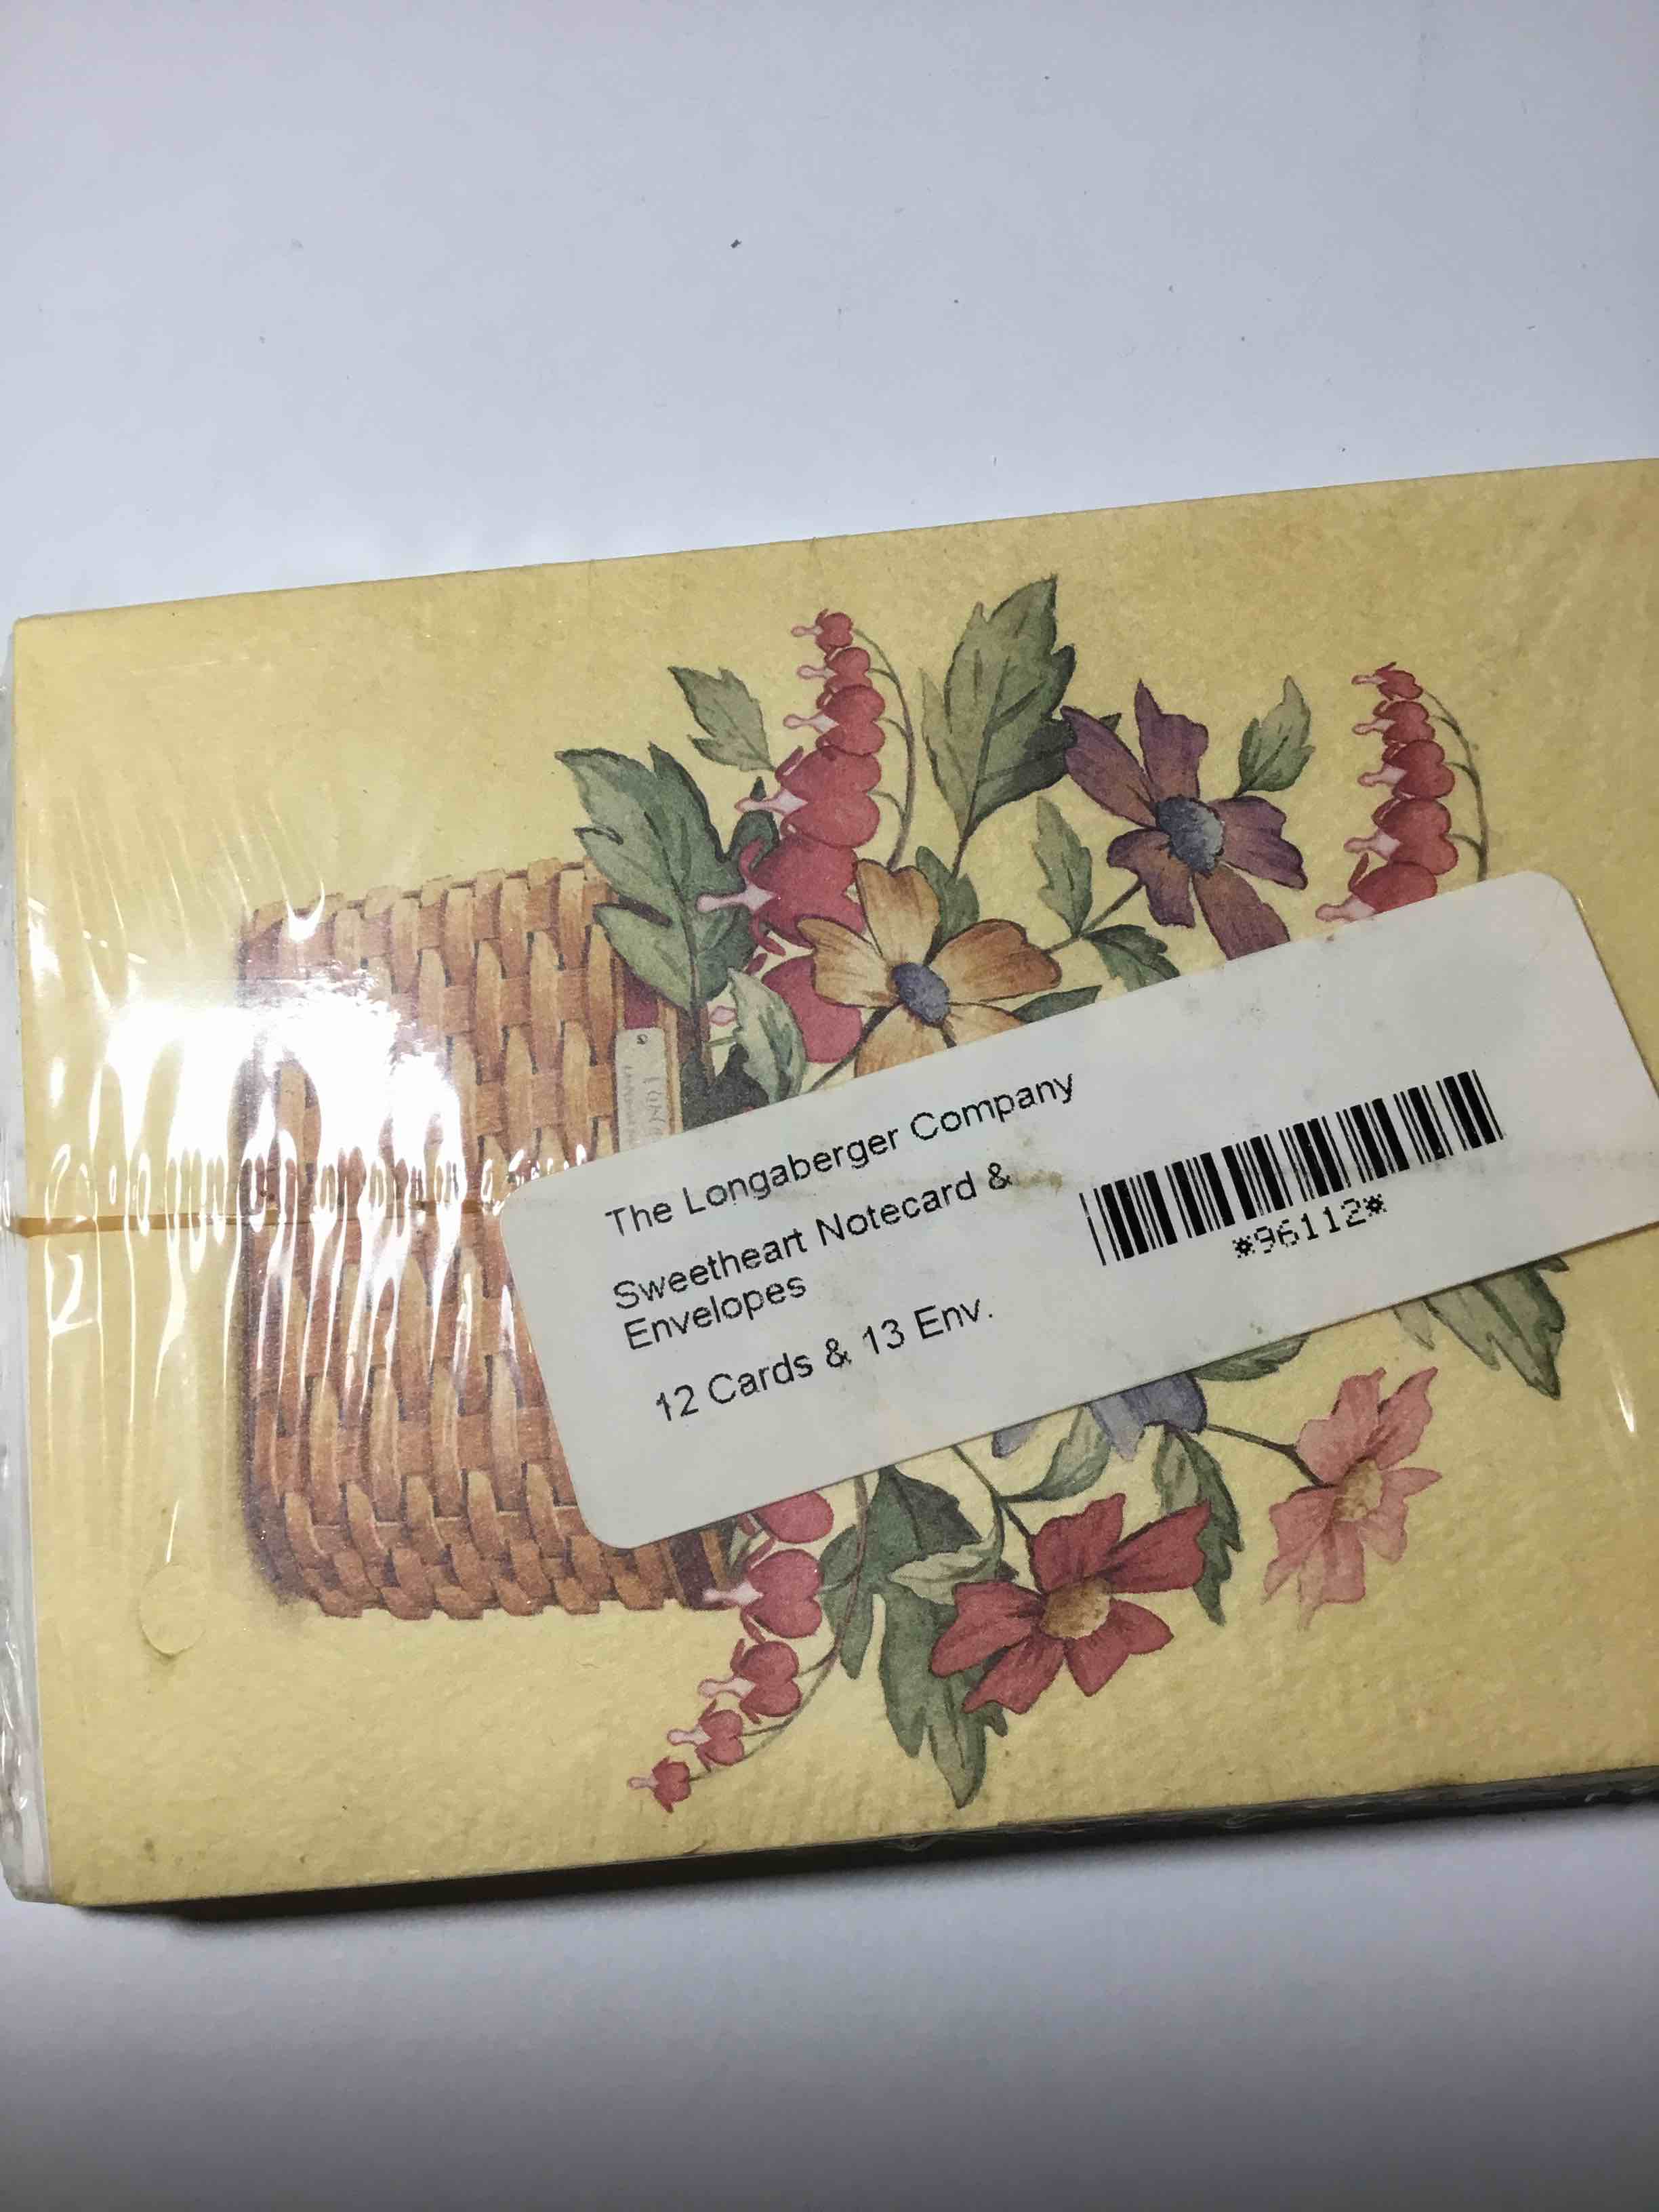 The Longaberger Company
Sweetheart Notecard &
Envelopes
12 Cards & 13 Env.
*96112*